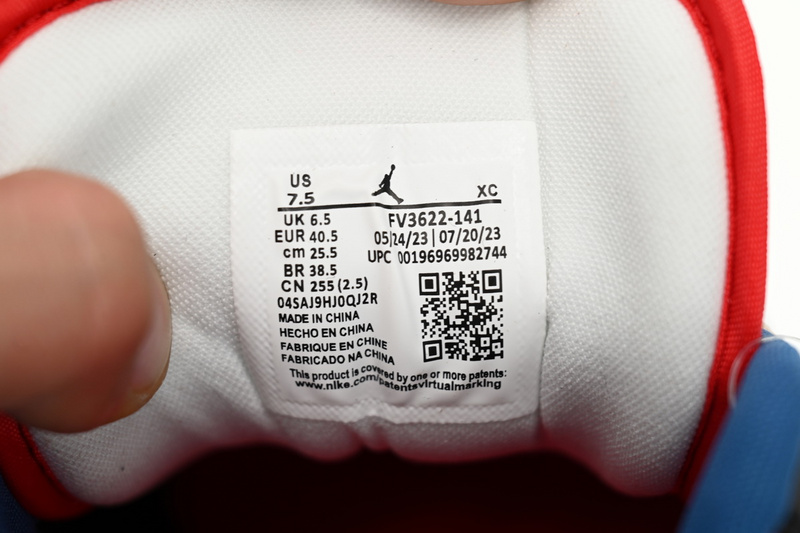 US
7.5
XC
UK 6.5
EUR 40.5
cm 25.5
BR 38.5
CN 255 (2.5)
04SAJ9HJ0QJ2R
MADE IN CHINA
HECHO EN CHINA
FABRIQUE EN CHINE
FABRICADO NA CHINA
FV3622-141
05/24/23 | 07/20/23
UPC 00196969982744
This product is covered by one or more patents:
www.nike.com/patentsvirtualmarking